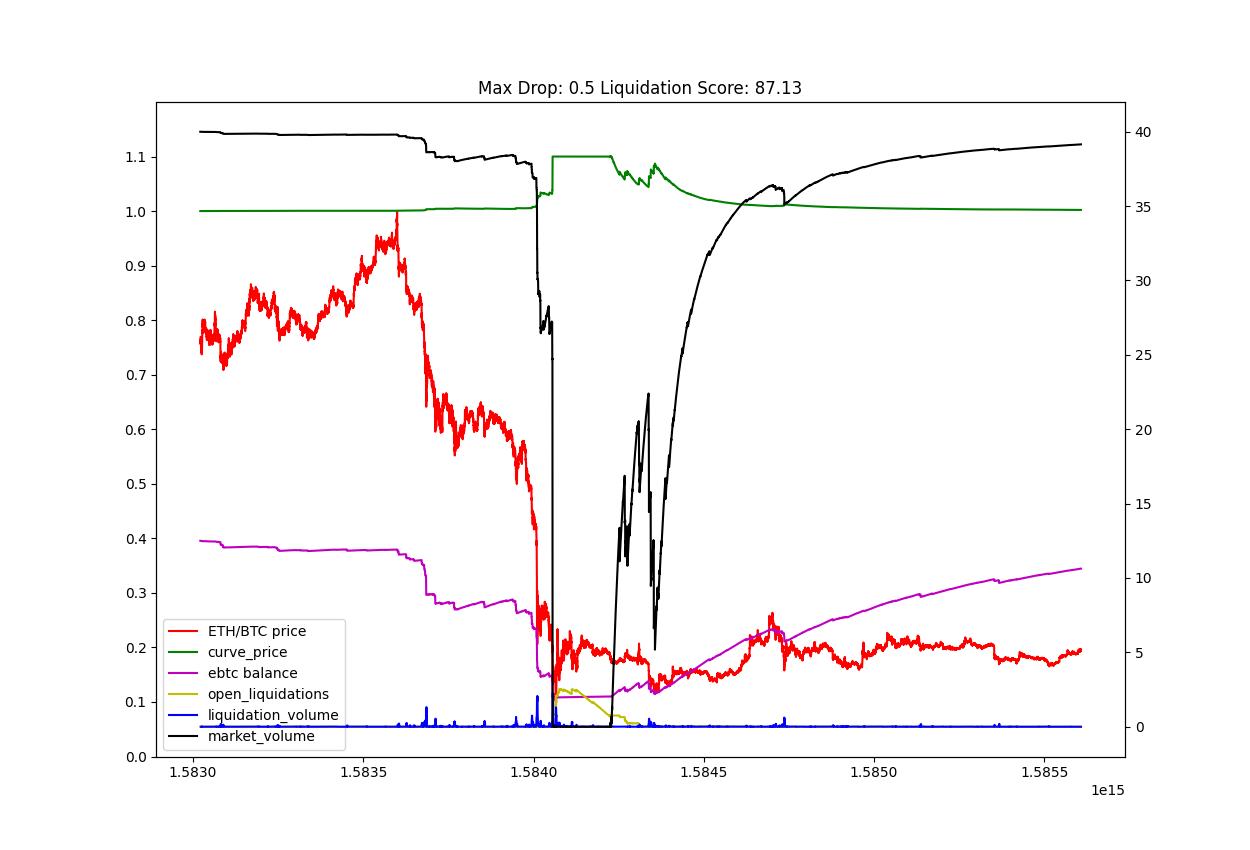 Max Drop: 0.5 Liquidation Score: 87.13
1.1
1.0
0.9
0.8
0.7
0.6
0.5
0.4
0.3
0.2
0.1
0.0
40
35
30
25
20
15
10
5
0
ETH/BTC price
curve_price
ebtc balance
open_liquidations
liquidation_volume
market_volume
1.5830 1.5835 1.5840 1.5845 1.5850 1.5855
1e15